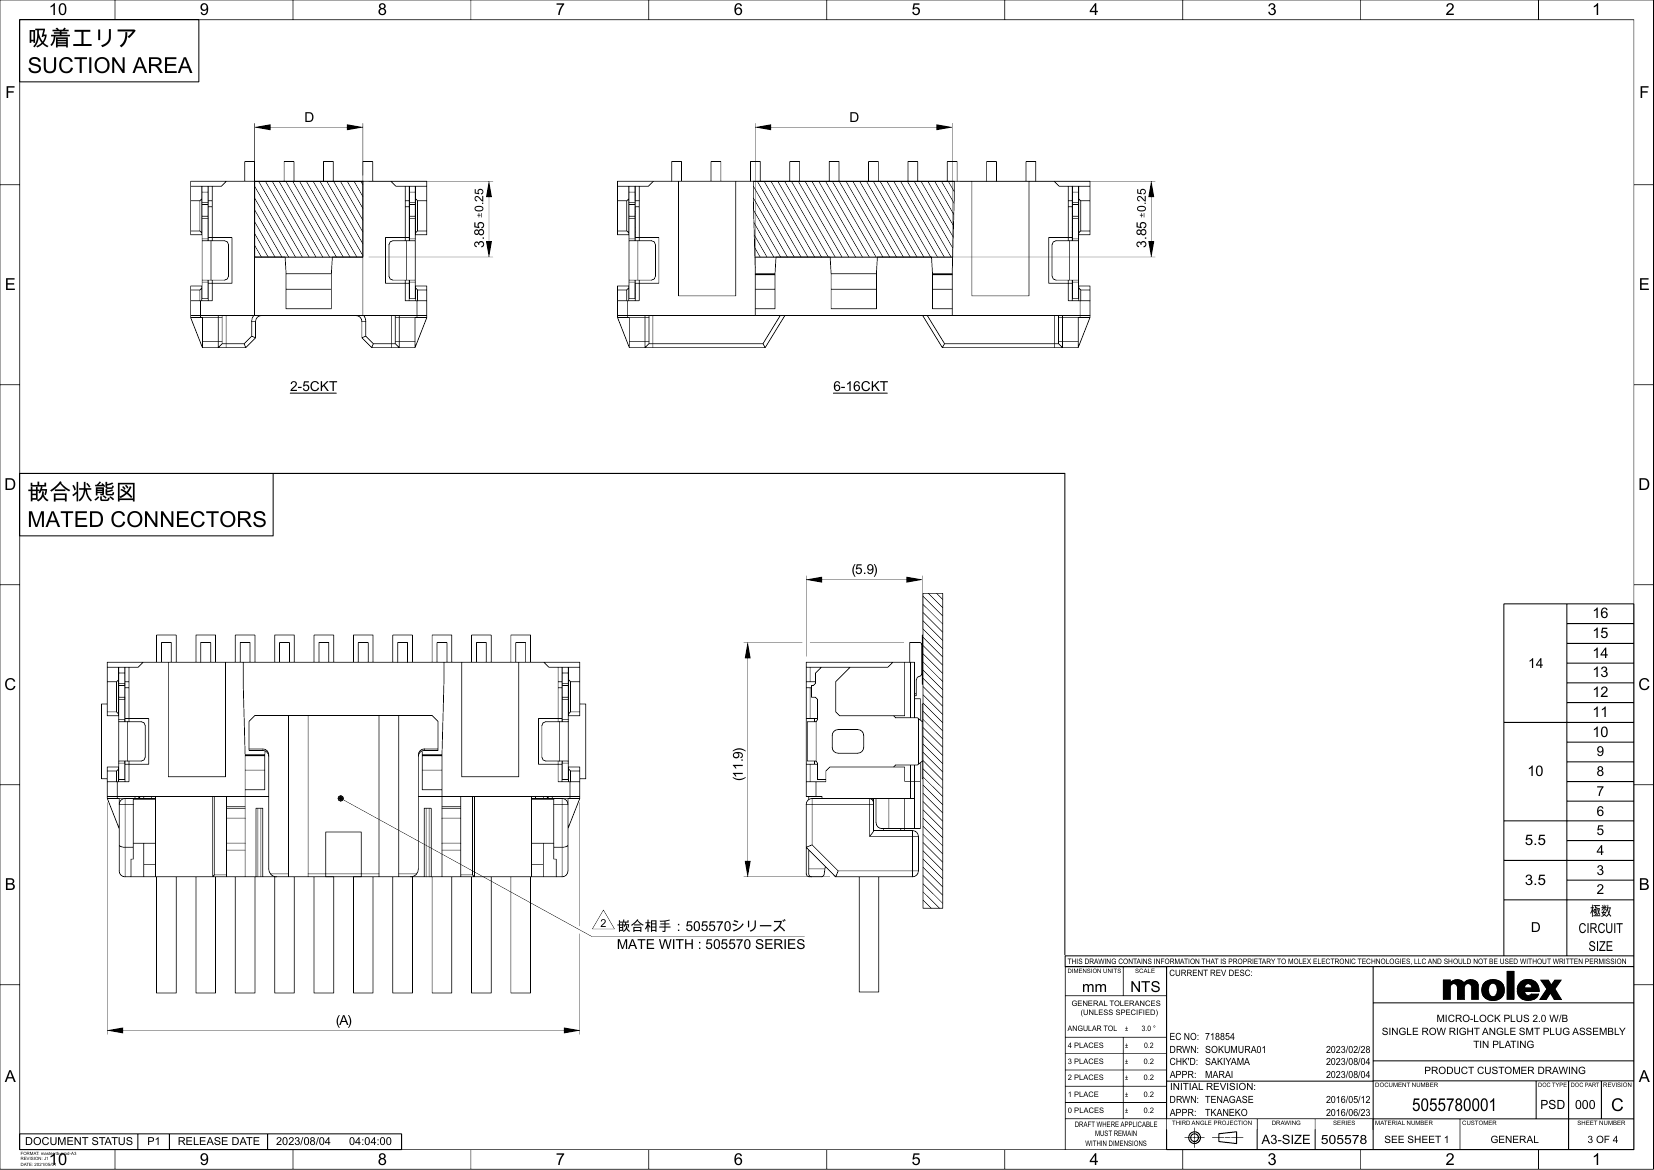 10 9 8 7 6 5 4 3 2 1
吸着エリア
SUCTION AREA
F F
D D
3.85 ±0.25 3.85 ±0.25
E E
2-5CKT 6-16CKT
D D
嵌合状態図
MATED CONNECTORS
(5.9)
(11.9)
C C
B B
2 嵌合相手 : 505570シリーズ
MATE WITH : 505570 SERIES
(A)
A A
14 16
15
14
13
12
11
10 10
9
8
7
6
5.5 5
4
3.5 3
2
D 極数
CIRCUIT
SIZE
THIS DRAWING CONTAINS INFORMATION THAT IS PROPRIETARY TO MOLEX ELECTRONIC TECHNOLOGIES, LLC AND SHOULD NOT BE USED WITHOUT WRITTEN PERMISSION
DIMENSION UNITS SCALE
mm NTS
GENERAL TOLERANCES
(UNLESS SPECIFIED)
ANGULAR TOL ± 3.0 °
4 PLACES ± 0.2
3 PLACES ± 0.2
2 PLACES ± 0.2
1 PLACE ± 0.2
0 PLACES ± 0.2
DRAFT WHERE APPLICABLE
MUST REMAIN
WITHIN DIMENSIONS
CURRENT REV DESC:
EC NO: 718854
DRWN: SOKUMURA01 2023/02/28
CHK'D: SAKIYAMA 2023/08/04
APPR: MARAI 2023/08/04
INITIAL REVISION:
DRWN: TENAGASE 2016/05/12
APPR: TKANEKO 2016/06/23
THIRD ANGLE PROJECTION DRAWING SERIES
A3-SIZE 505578
molex
MICRO-LOCK PLUS 2.0 W/B
SINGLE ROW RIGHT ANGLE SMT PLUG ASSEMBLY
TIN PLATING
PRODUCT CUSTOMER DRAWING
DOCUMENT NUMBER DOC TYPE DOC PART REVISION
5055780001 PSD 000 C
MATERIAL NUMBER CUSTOMER SHEET NUMBER
SEE SHEET 1 GENERAL 3 OF 4
DOCUMENT STATUS P1 RELEASE DATE 2023/08/04 04:04:00
10 9 8 7 6 5 4 3 2 1